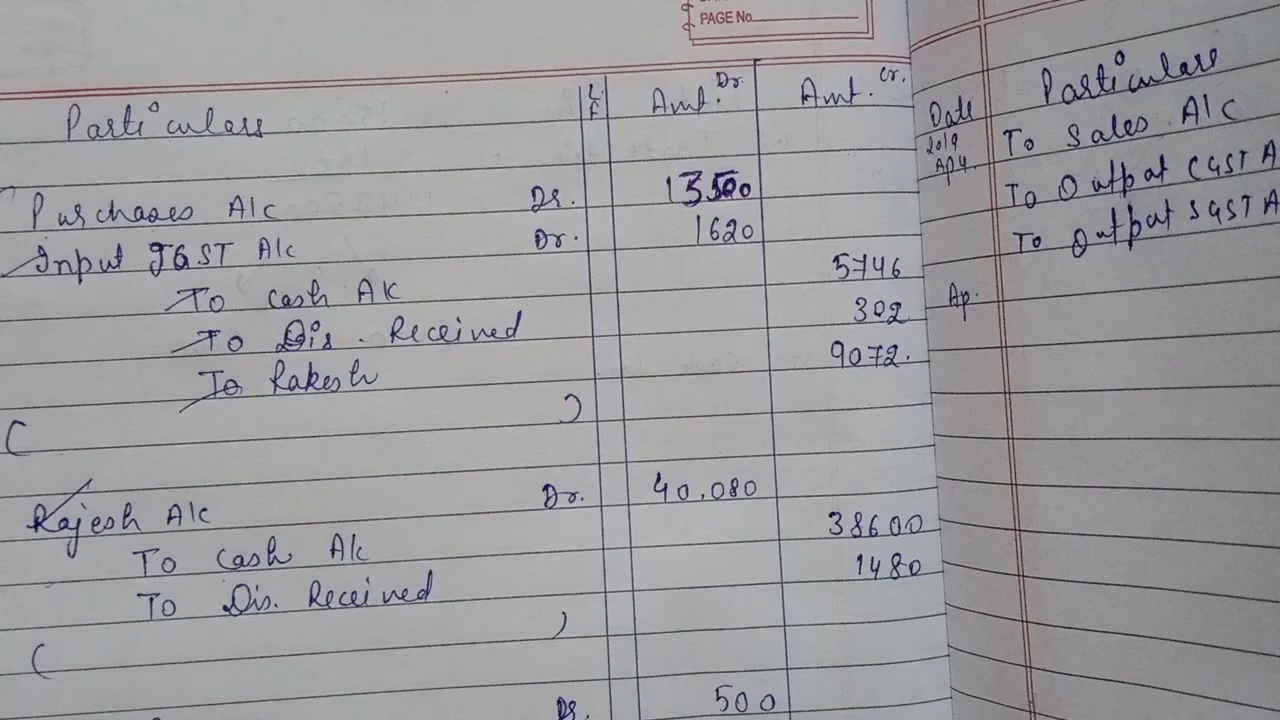 PAGE No.
Particulars L.F Amt. Dr. Amt. Cr.
Purchases A/c Dr. 13500
Input IGST A/c Dr. 1620
To Cash A/c 5746
To Dis. Received 302
To Rakesh 9072.
( )
Rajesh A/c Dr. 40,080
To Cash A/c 38600
To Dis. Received 1480
( )
Dr. 500
Date Particulars
2019
Ap 4. To Sales A/c
To Output CGST A
To Output SGST A
Ap.